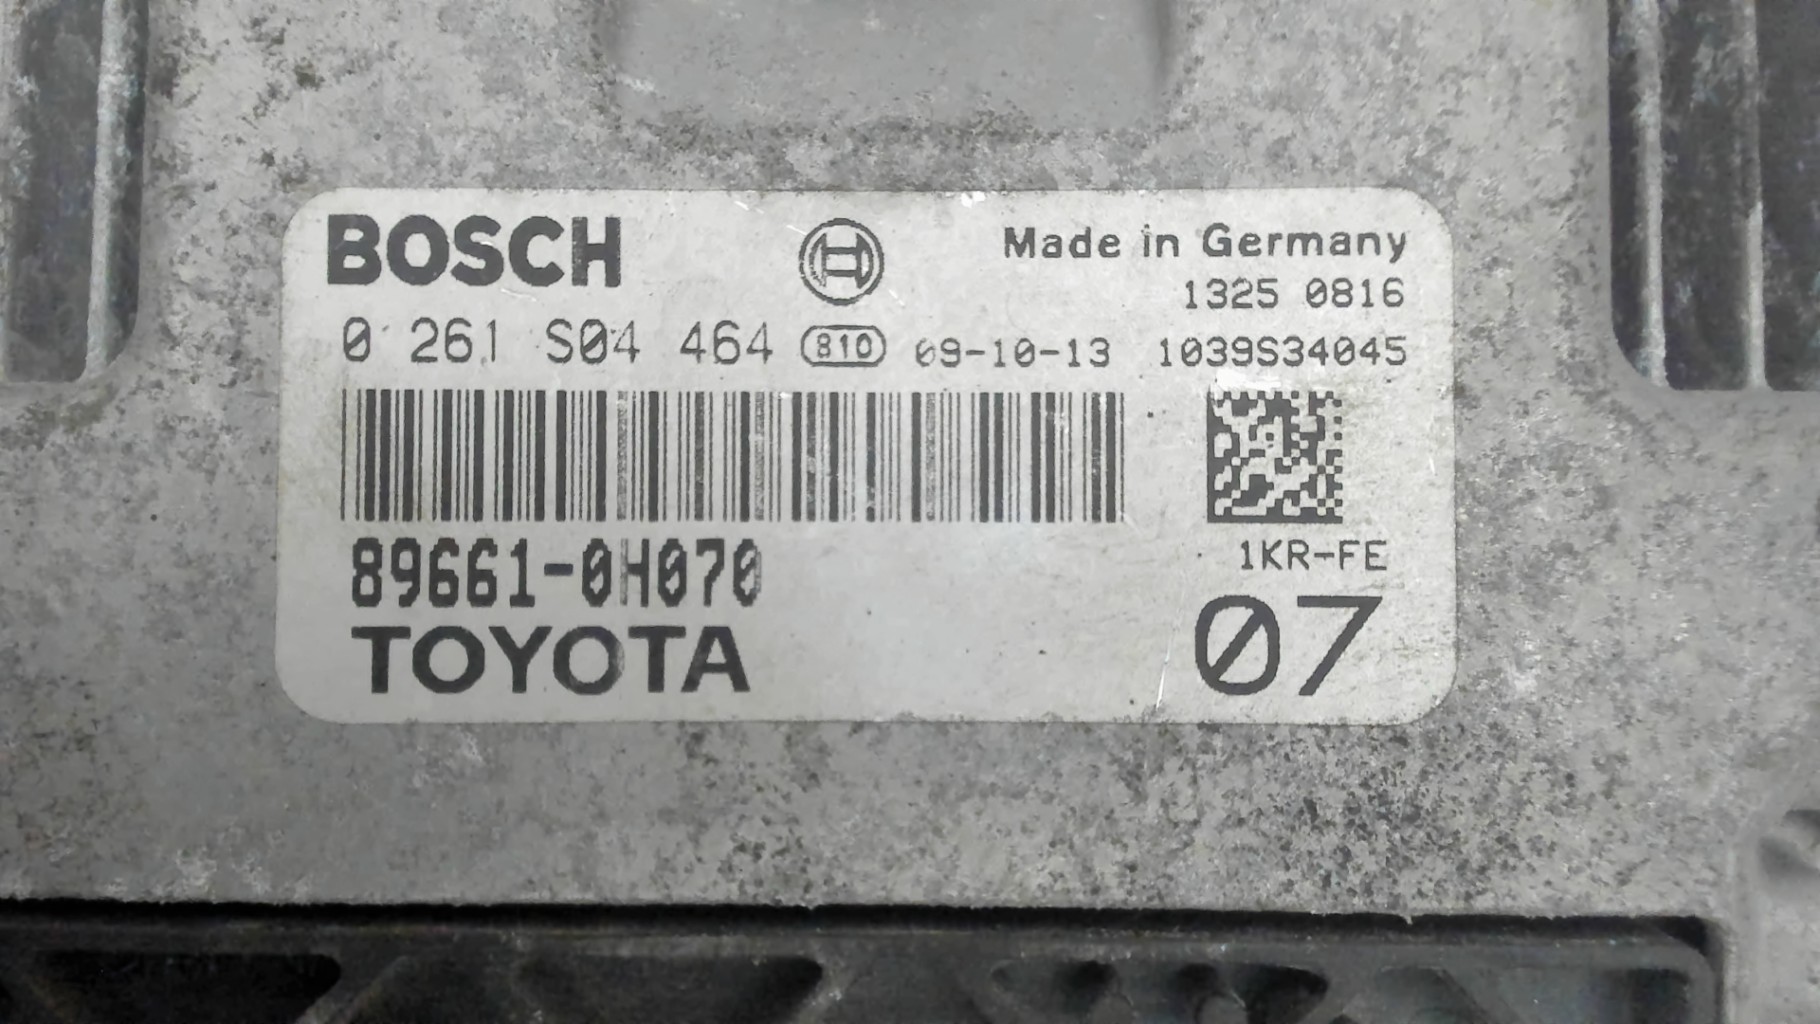 BOSCH Made in Germany
1325 0816
0 261 S04 464 810 09-10-13 1039S34045
89661-0H070 1KR-FE
TOYOTA 07